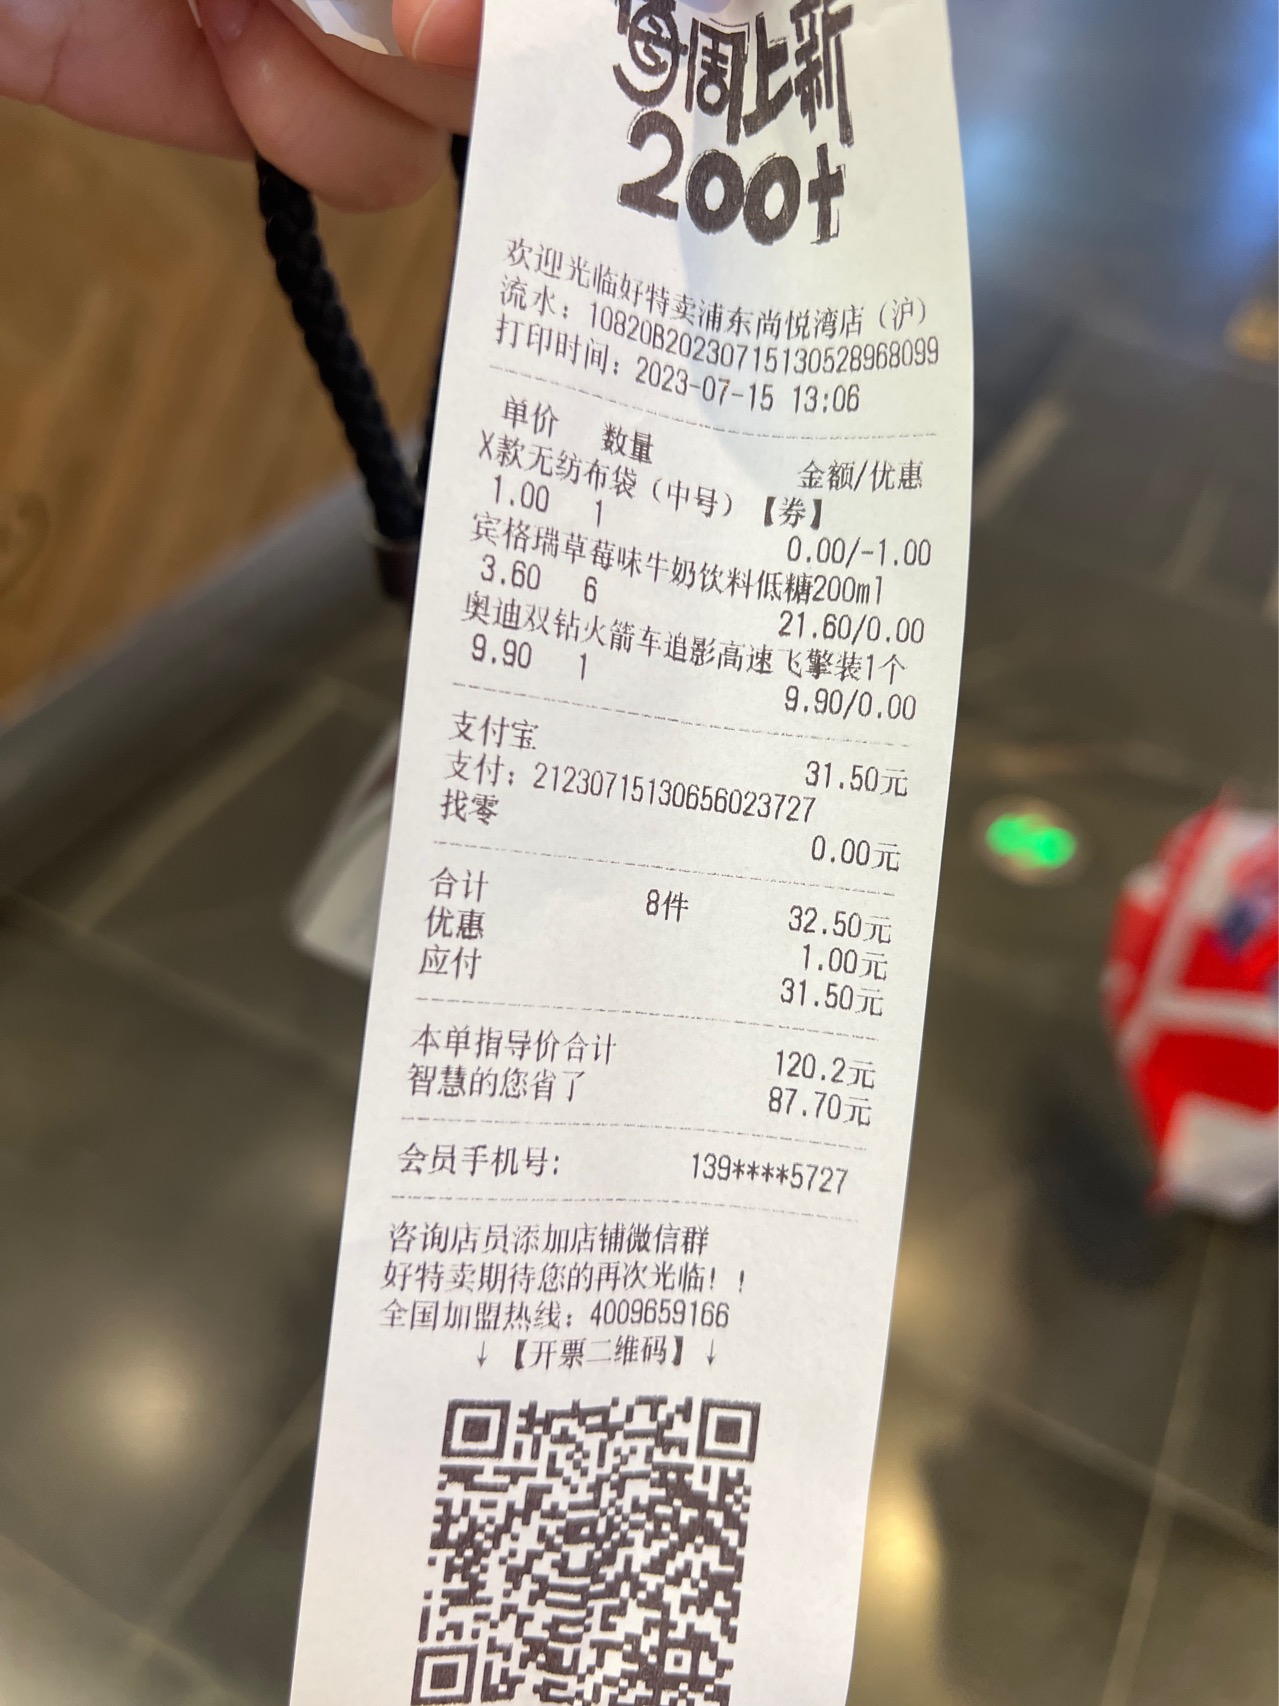 每周上新
200+
欢迎光临好特卖浦东尚悦湾店（沪）
流水：10820B20230715130528968099
打印时间：2023-07-15 13:06
单价 数量 金额/优惠
X款无纺布袋（中号）【券】
1.00 1 0.00/-1.00
宾格瑞草莓味牛奶饮料低糖200ml
3.60 6 21.60/0.00
奥迪双钻火箭车追影高速飞擎装1个
9.90 1 9.90/0.00
支付宝 31.50元
支付：21230715130656023727
找零 0.00元
合计 8件 32.50元
优惠 1.00元
应付 31.50元
本单指导价合计 120.2元
智慧的您省了 87.70元
会员手机号： 139****5727
咨询店员添加店铺微信群
好特卖期待您的再次光临！！
全国加盟热线：4009659166
↓【开票二维码】↓